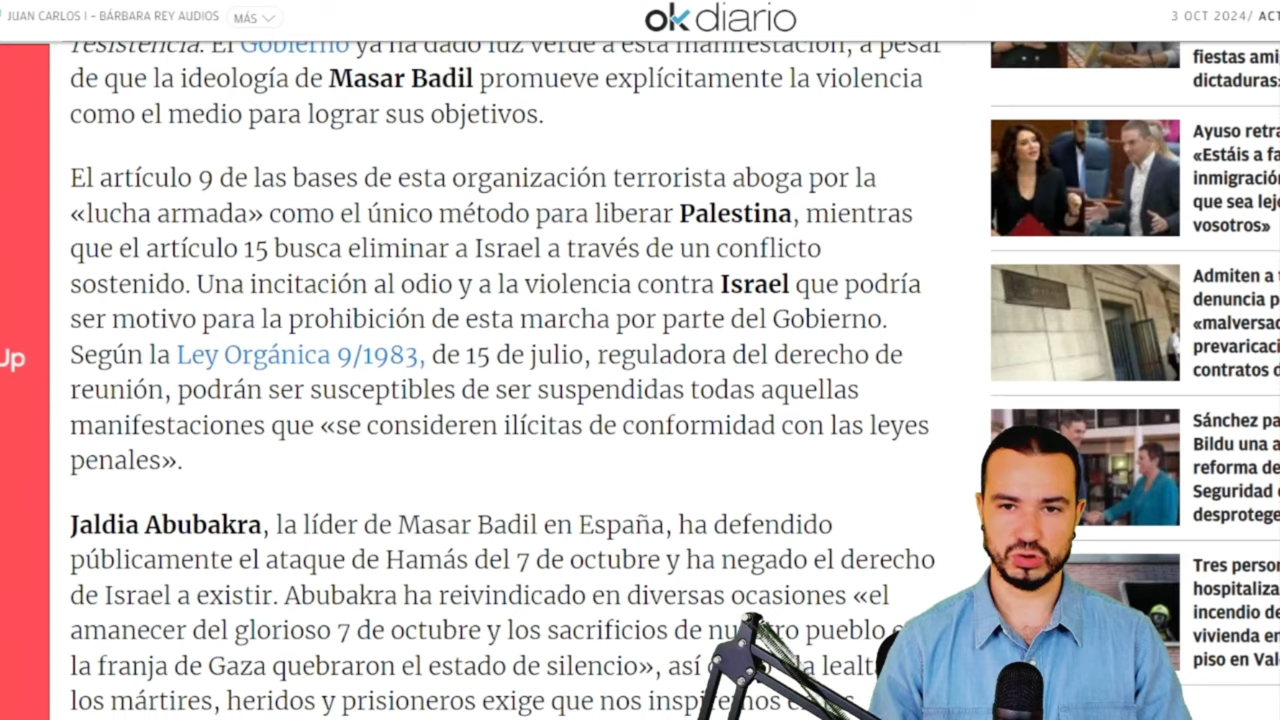 JUAN CARLOS I - BÁRBARA REY AUDIOS
MÁS
okdiario
3 OCT 2024/
resistencia. El Gobierno ya ha dado luz verde a esta manifestación, a pesar
de que la ideología de Masar Badil promueve explícitamente la violencia
como el medio para lograr sus objetivos.
El artículo 9 de las bases de esta organización terrorista aboga por la
«lucha armada» como el único método para liberar Palestina, mientras
que el artículo 15 busca eliminar a Israel a través de un conflicto
sostenido. Una incitación al odio y a la violencia contra Israel que podría
ser motivo para la prohibición de esta marcha por parte del Gobierno.
Según la Ley Orgánica 9/1983, de 15 de julio, reguladora del derecho de
reunión, podrán ser susceptibles de ser suspendidas todas aquellas
manifestaciones que «se consideren ilícitas de conformidad con las leyes
penales».
Jaldia Abubakra, la líder de Masar Badil en España, ha defendido
públicamente el ataque de Hamás del 7 de octubre y ha negado el derecho
de Israel a existir. Abubakra ha reivindicado en diversas ocasiones «el
amanecer del glorioso 7 de octubre y los sacrificios de pueblo
la franja de Gaza quebraron el estado de silencio», así la
los mártires, heridos y prisioneros exige que nos
Up
fiestas
dictaduras
Ayuso
«Estáis a
que sea
vosotros»
Admiten a
denuncia
contratos
Sánchez
Bildu una
reforma de
Seguridad
Tres
incendio de
vivienda en
piso en